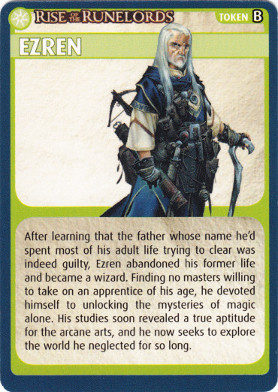 RISE OF THE RUNELORDS TOKEN B
EZREN
After learning that the father whose name he'd
spent most of his adult life trying to clear was
indeed guilty, Ezren abandoned his former life
and became a wizard. Finding no masters willing
to take on an apprentice of his age, he devoted
himself to unlocking the mysteries of magic
alone. His studies soon revealed a true aptitude
for the arcane arts, and he now seeks to explore
the world he neglected for so long.